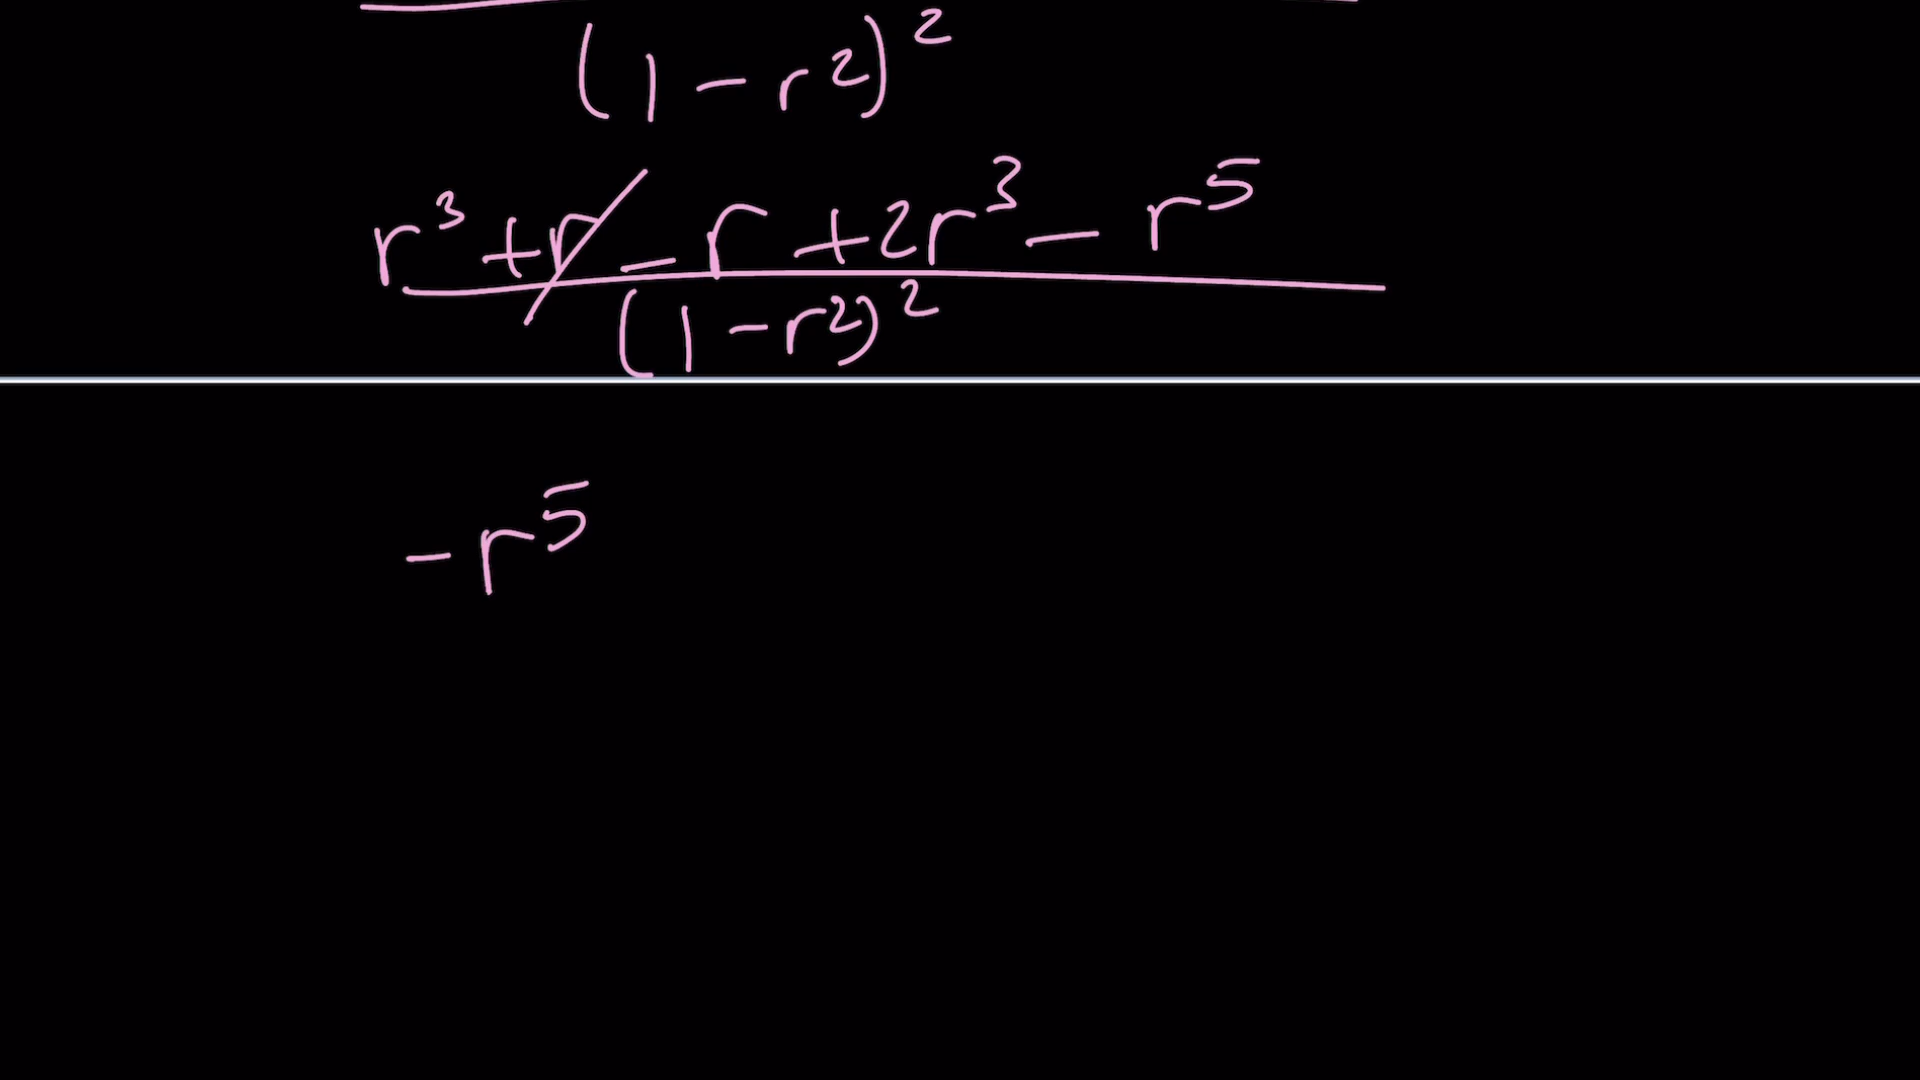 (1 - r²)²
r³ + r - r + 2r³ - r⁵
(1 - r²)²
- r⁵